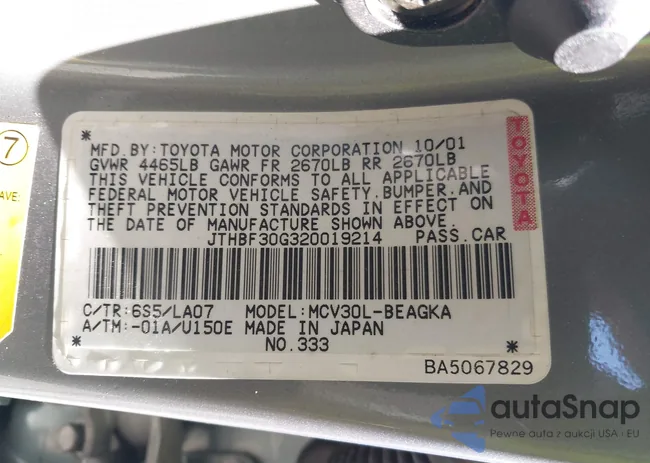 7
AVE:
MFD.BY:TOYOTA MOTOR CORPORATION 10/01
GVWR 4465LB GAWR FR 2670LB RR 2670LB
THIS VEHICLE CONFORMS TO ALL APPLICABLE
FEDERAL MOTOR VEHICLE SAFETY,BUMPER,AND
THEFT PREVENTION STANDARDS IN EFFECT ON
THE DATE OF MANUFACTURE SHOWN ABOVE.
*JTHBF30G320019214* PASS.CAR
TOYOTA
C/TR:6S5/LA07 MODEL:MCV30L-BEAGKA
A/TM:-01A/U150E MADE IN JAPAN
* NO.333 *
BA5067829
autaSnap
Pewne auta z aukcji USA i EU